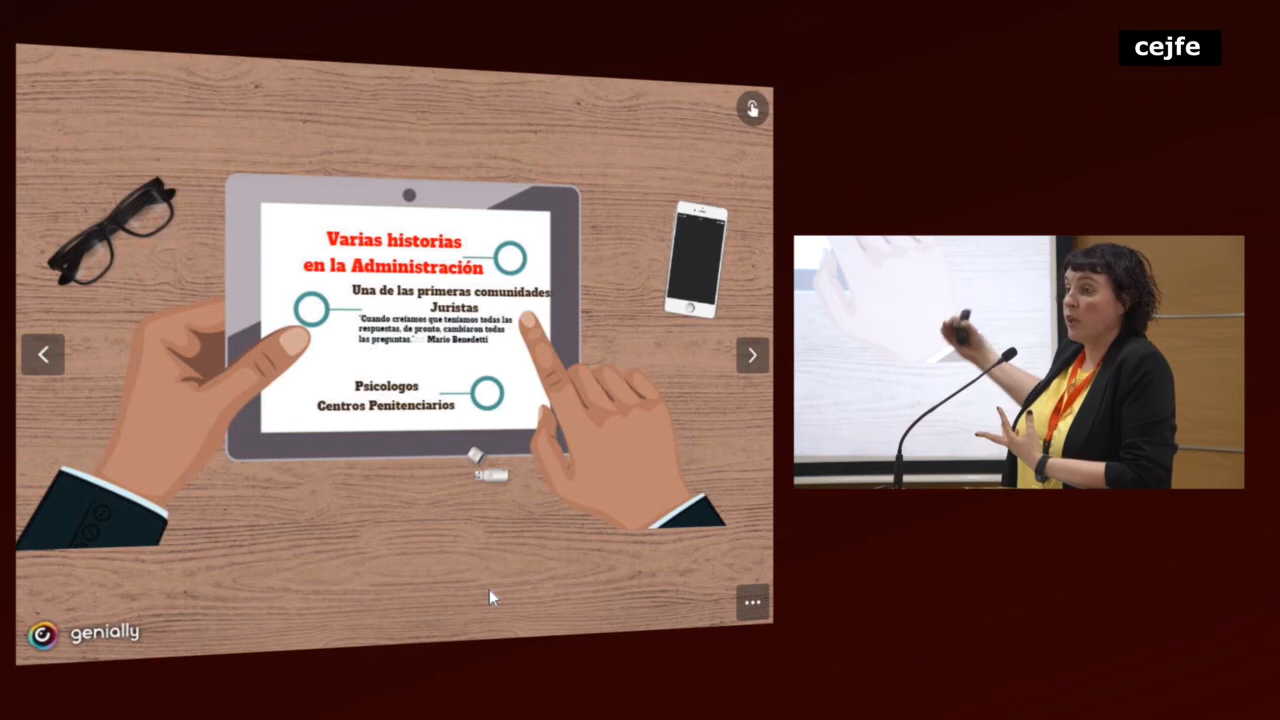 cejfe
Varias historias
en la Administración
Una de las primeras comunidades
Juristas
"Cuando creíamos que teníamos todas las
respuestas, de pronto, cambiaron todas
las preguntas." Mario Benedetti
Psicologos
Centros Penitenciarios
genially